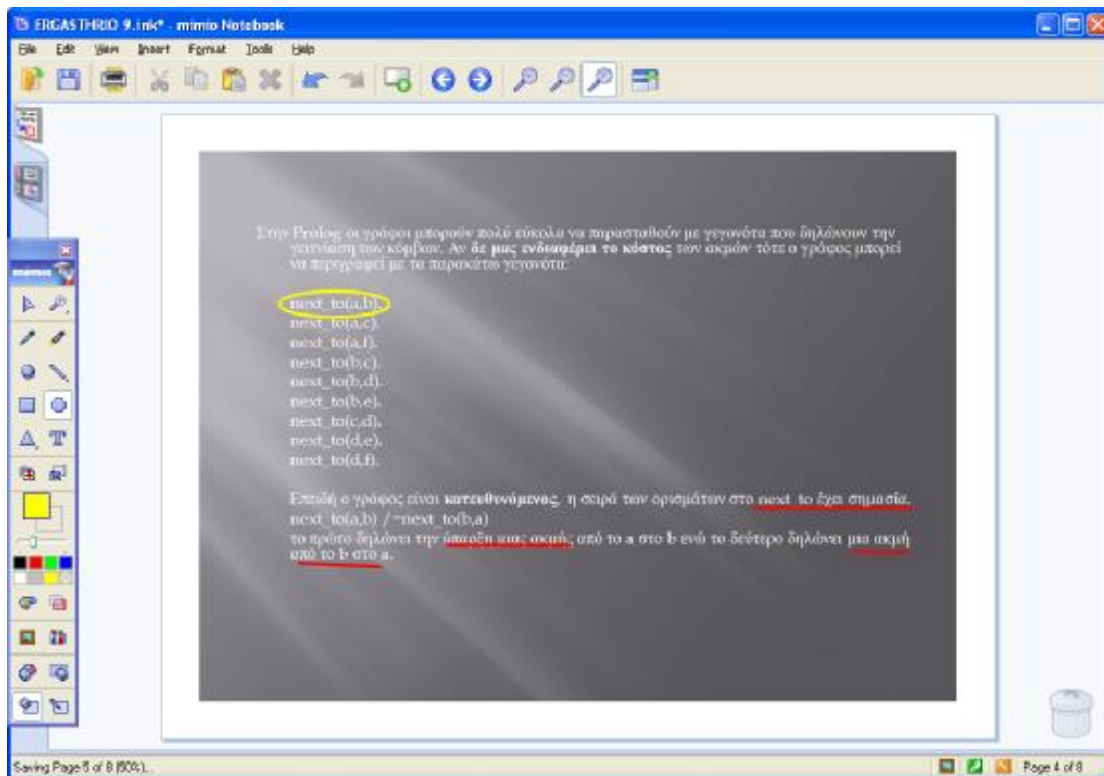 ERGASTHRIO 9.ink* - mimio Notebook
File Edit View Insert Format Tools Help
Στην Prolog οι γράφοι μπορούν πολύ εύκολα να παρασταθούν με γεγονότα που δηλώνουν την
γειτνίαση των κόμβων. Αν δε μας ενδιαφέρει το κόστος των ακμών τότε ο γράφος μπορεί
να περιγραφεί με τα παρακάτω γεγονότα:
next_to(a,b).
next_to(a,c).
next_to(a,f).
next_to(b,c).
next_to(b,d).
next_to(b,e).
next_to(c,d).
next_to(d,e).
next_to(d,f).
Επειδή ο γράφος είναι κατευθυνόμενος, η σειρά των ορισμάτων στο next_to έχει σημασία.
next_to(a,b) /=next_to(b,a)
το πρώτο δηλώνει την ύπαρξη μιας ακμής από το a στο b ενώ το δεύτερο δηλώνει μια ακμή
από το b στο a.
mimio
Saving Page 5 of 8 (50%)...
Page 4 of 8